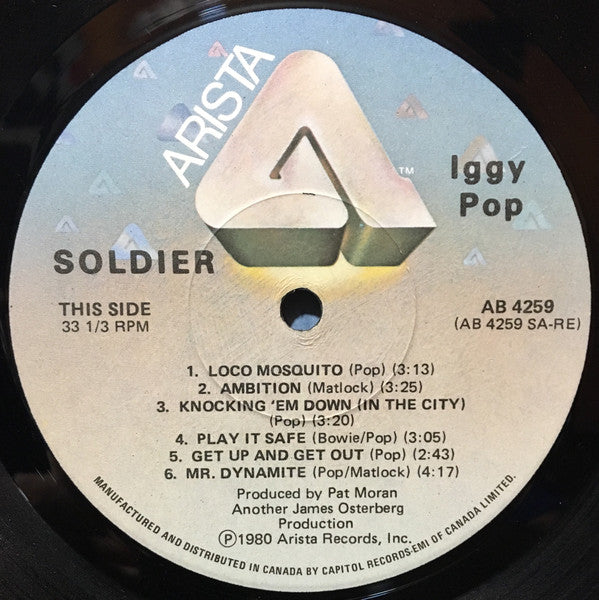 ARISTA
TM
Iggy
Pop
SOLDIER
THIS SIDE
33 1/3 RPM
AB 4259
(AB 4259 SA-RE)
1. LOCO MOSQUITO (Pop) (3:13)
2. AMBITION (Matlock) (3:25)
3. KNOCKING 'EM DOWN (IN THE CITY)
(Pop) (3:20)
4. PLAY IT SAFE (Bowie/Pop) (3:05)
5. GET UP AND GET OUT (Pop) (2:43)
6. MR. DYNAMITE (Pop/Matlock) (4:17)
Produced by Pat Moran
Another James Osterberg
Production
Ⓟ1980 Arista Records, Inc.
MANUFACTURED AND DISTRIBUTED IN CANADA BY CAPITOL RECORDS-EMI OF CANADA LIMITED.